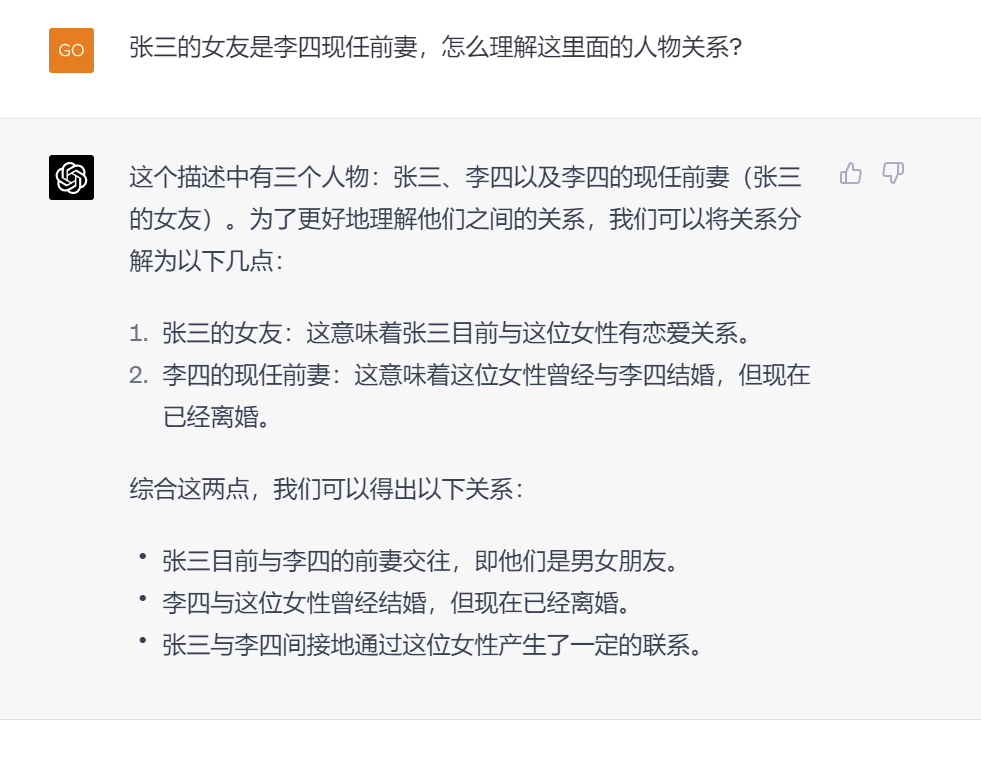 GO
张三的女友是李四现任前妻，怎么理解这里面的人物关系?
这个描述中有三个人物：张三、李四以及李四的现任前妻（张三
的女友）。为了更好地理解他们之间的关系，我们可以将关系分
解为以下几点：
1. 张三的女友：这意味着张三目前与这位女性有恋爱关系。
2. 李四的现任前妻：这意味着这位女性曾经与李四结婚，但现在
已经离婚。
综合这两点，我们可以得出以下关系：
• 张三目前与李四的前妻交往，即他们是男女朋友。
• 李四与这位女性曾经结婚，但现在已经离婚。
• 张三与李四间接地通过这位女性产生了一定的联系。